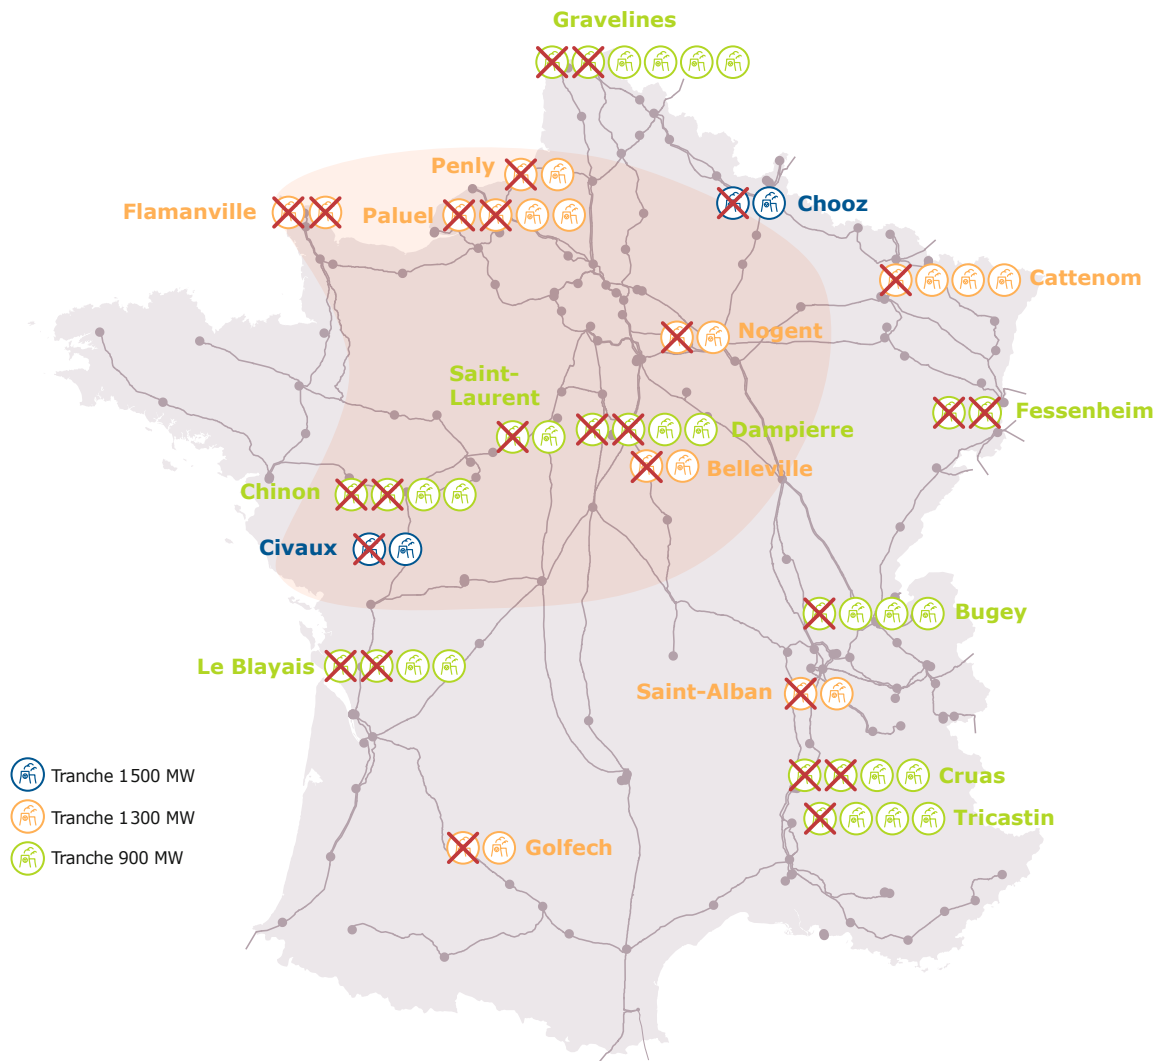 Gravelines
Penly
Flamanville
Paluel
Chooz
Cattenom
Nogent
Saint-
Laurent
Fessenheim
Dampierre
Belleville
Chinon
Civaux
Bugey
Le Blayais
Saint-Alban
Tranche 1500 MW
Cruas
Tranche 1300 MW
Tricastin
Golfech
Tranche 900 MW